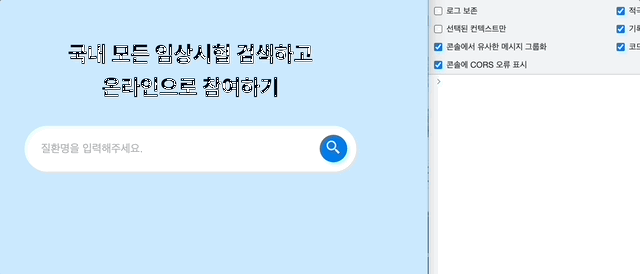 국내 모든 임상시험 검색하고
온라인으로 참여하기
질환명을 입력해주세요.
로그 보존
선택된 컨텍스트만
콘솔에서 유사한 메시지 그룹화
콘솔에 CORS 오류 표시
적극
기록
코드